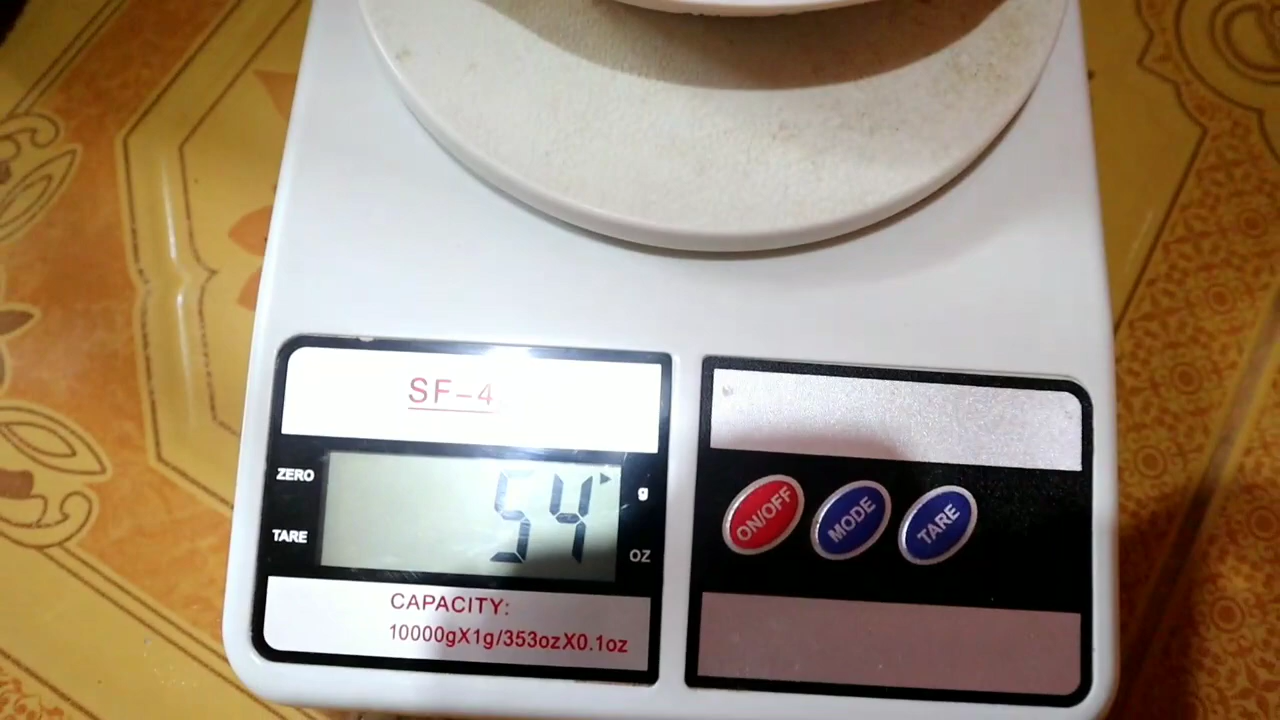 SF-4
ZERO
54
g
TARE
OZ
CAPACITY:
10000gX1g/353ozX0.1oz
ON/OFF
MODE
TARE